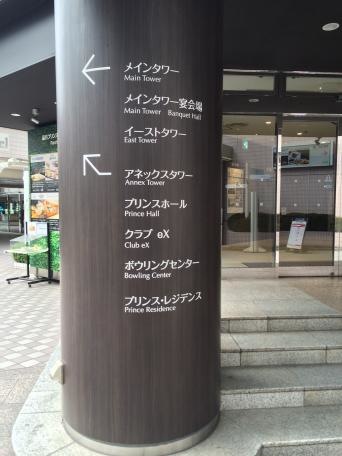 メインタワー
Main Tower
メインタワー宴会場
Main Tower Banquet Hall
イーストタワー
East Tower
アネックスタワー
Annex Tower
プリンスホール
Prince Hall
クラブ eX
Club eX
ボウリングセンター
Bowling Center
プリンス・レジデンス
Prince Residence